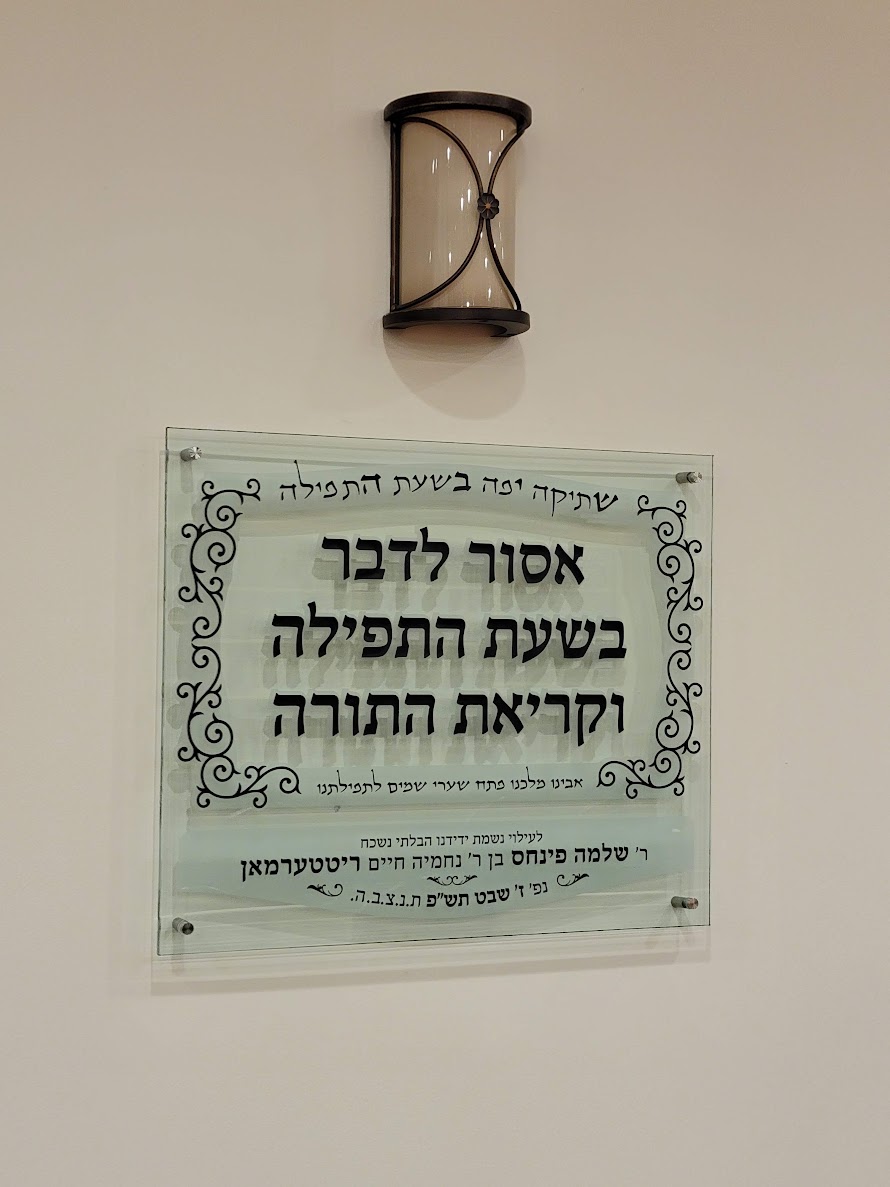 שתיקה יפה בשעת התפילה
אסור לדבר
בשעת התפילה
וקריאת התורה
אבינו מלכנו פתח שערי שמים לתפילתנו
לעילוי נשמת ידידנו הבלתי נשכח
ר' שלמה פינחס בן ר' נחמיה חיים ריטטערמאן
נפ' ז' שבט תש"פ ת.נ.צ.ב.ה.